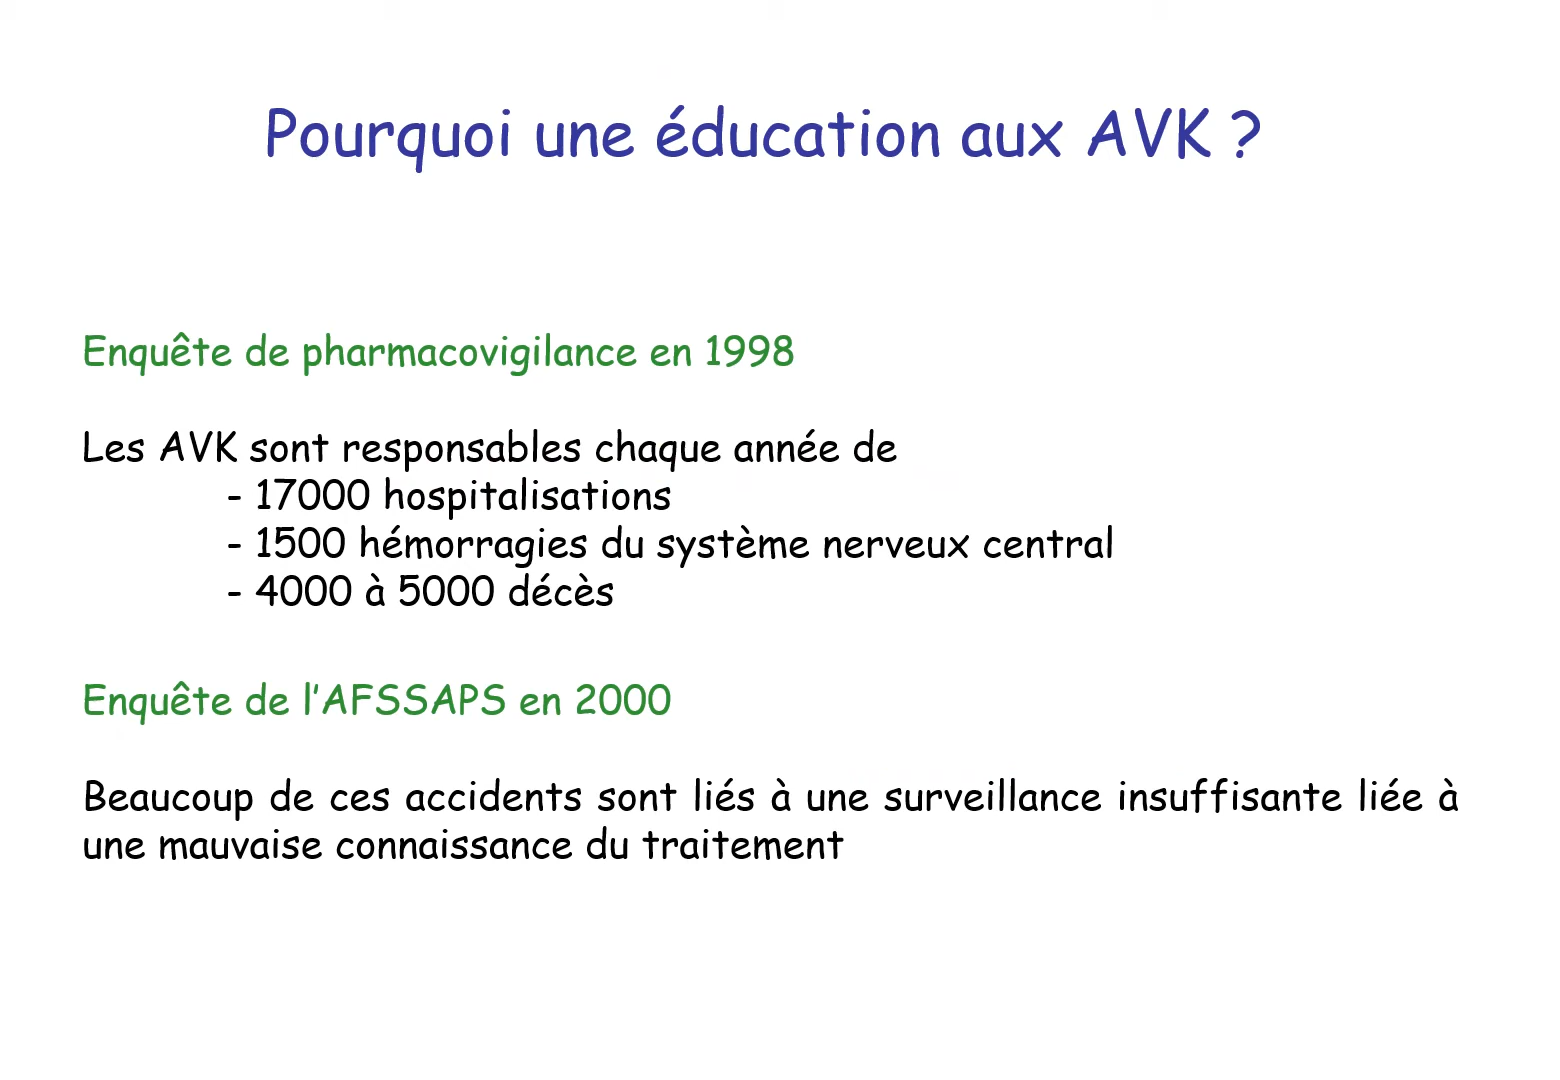 Pourquoi une éducation aux AVK ?
Enquête de pharmacovigilance en 1998
Les AVK sont responsables chaque année de
- 17000 hospitalisations
- 1500 hémorragies du système nerveux central
- 4000 à 5000 décès
Enquête de l'AFSSAPS en 2000
Beaucoup de ces accidents sont liés à une surveillance insuffisante liée à
une mauvaise connaissance du traitement